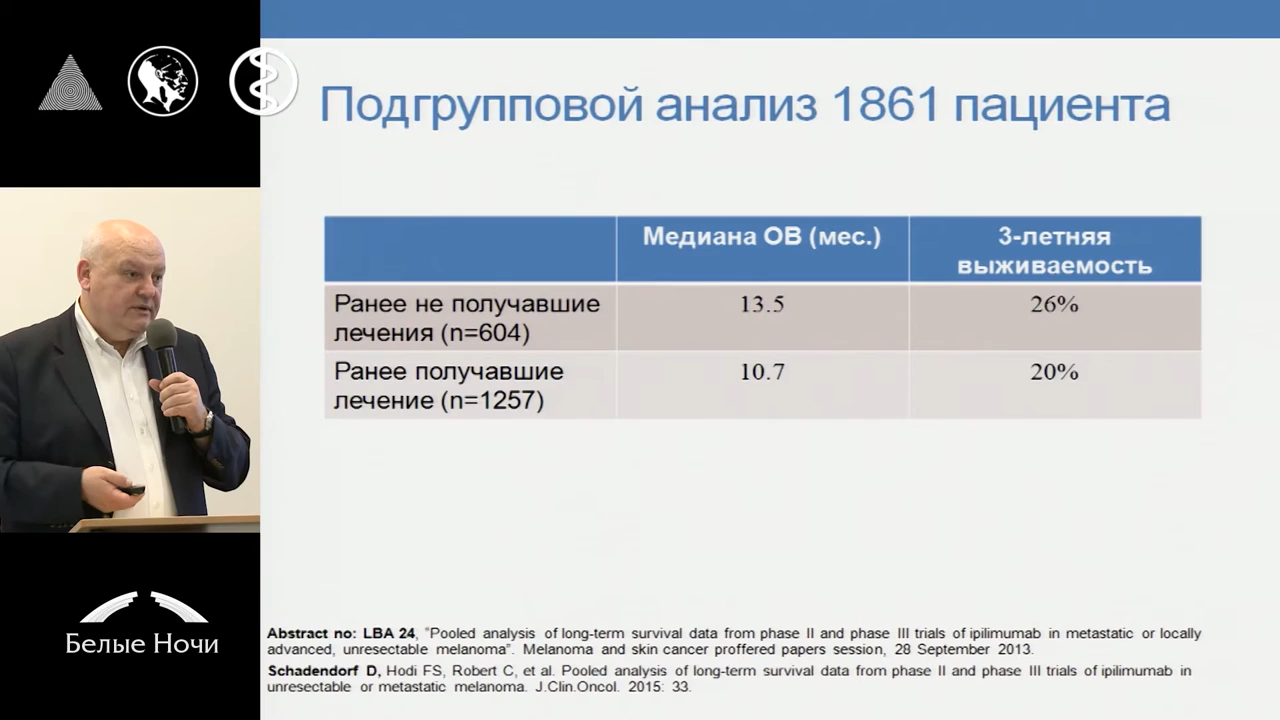 Подгрупповой анализ 1861 пациента
Медиана ОВ (мес.)
3-летняя
выживаемость
Ранее не получавшие
лечения (n=604)
13.5
26%
Ранее получавшие
лечение (n=1257)
10.7
20%
Abstract no: LBA 24, “Pooled analysis of long-term survival data from phase II and phase III trials of ipilimumab in metastatic or locally
advanced, unresectable melanoma”. Melanoma and skin cancer proffered papers session, 28 September 2013.
Schadendorf D, Hodi FS, Robert C, et al. Pooled analysis of long-term survival data from phase II and phase III trials of ipilimumab in
unresectable or metastatic melanoma. J.Clin.Oncol. 2015: 33.
Белые Ночи